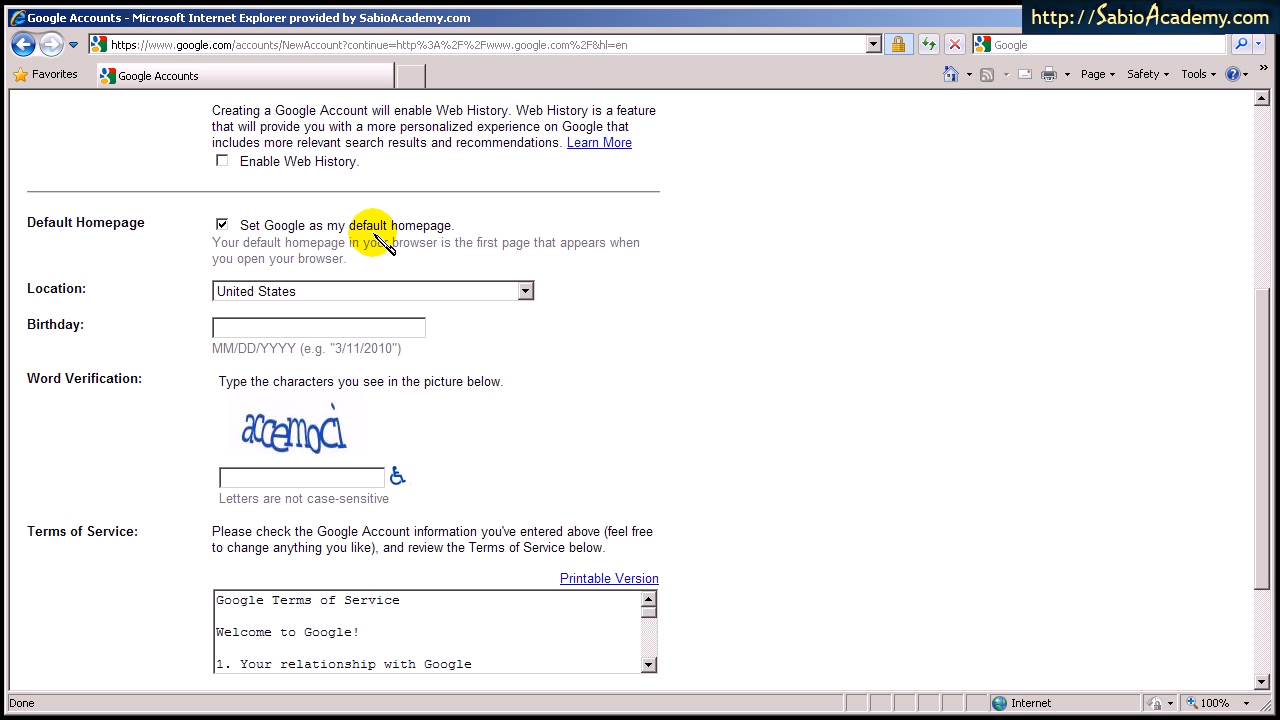 Google Accounts - Microsoft Internet Explorer provided by SabioAcademy.com
http://SabioAcademy.com
https://www.google.com/accounts/newAccount?continue=http%3A%2F%2Fwww.google.com%2F&hl=en
Google
Favorites
Google Accounts
Page
Safety
Tools
Creating a Google Account will enable Web History. Web History is a feature
that will provide you with a more personalized experience on Google that
includes more relevant search results and recommendations. Learn More
Enable Web History.
Default Homepage
Set Google as my default homepage.
Your default homepage in your browser is the first page that appears when
you open your browser.
Location:
United States
Birthday:
MM/DD/YYYY (e.g. "3/11/2010")
Word Verification:
Type the characters you see in the picture below.
accemoci
Letters are not case-sensitive
Terms of Service:
Please check the Google Account information you've entered above (feel free
to change anything you like), and review the Terms of Service below.
Printable Version
Google Terms of Service
Welcome to Google!
1. Your relationship with Google
Done
Internet
100%